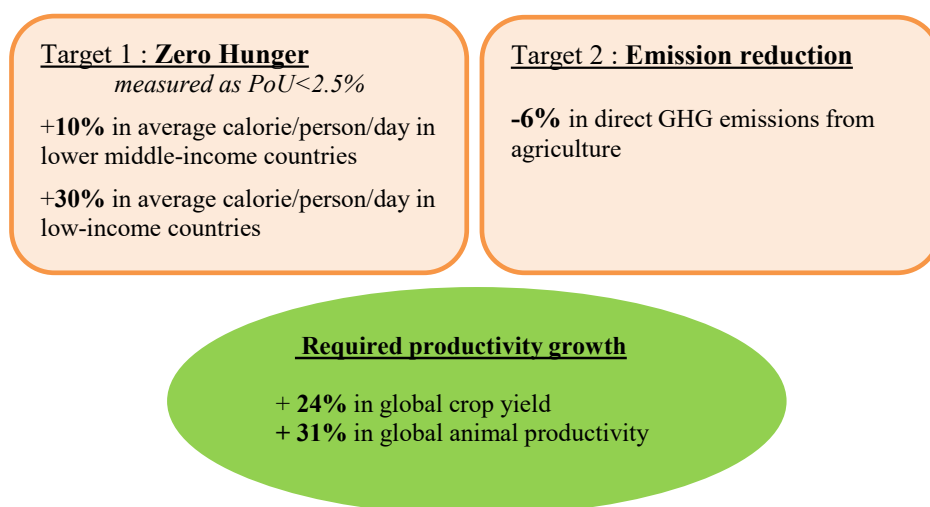 Target 1 : Zero Hunger
measured as PoU<2.5%
+10% in average calorie/person/day in
lower middle-income countries
+30% in average calorie/person/day in
low-income countries
Target 2 : Emission reduction
-6% in direct GHG emissions from
agriculture
Required productivity growth
+ 24% in global crop yield
+ 31% in global animal productivity